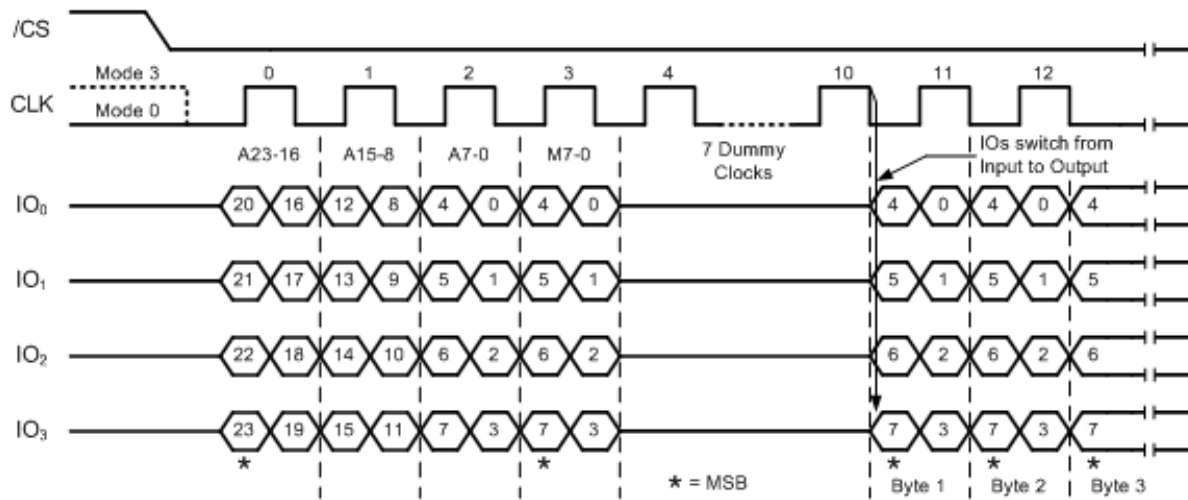 /CS
Mode 3 0 1 2 3 4 10 11 12
CLK
Mode 0
A23-16 A15-8 A7-0 M7-0 7 Dummy Clocks
IOs switch from
Input to Output
IO0 20 16 12 8 4 0 4 0 4 0 4 0 4
IO1 21 17 13 9 5 1 5 1 5 1 5 1 5
IO2 22 18 14 10 6 2 6 2 6 2 6 2 6
IO3 23 19 15 11 7 3 7 3 7 3 7 3 7
* * * * *
* = MSB Byte 1 Byte 2 Byte 3